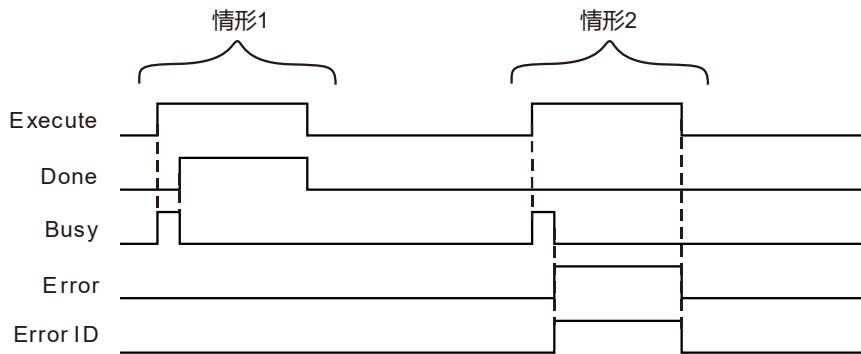 情形1
情形2
Execute
Done
Busy
Error
Error ID